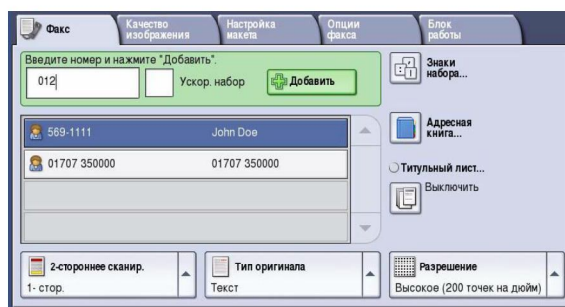 Факс
Качество
изображения
Настройка
макета
Опции
факса
Блок
работы
Введите номер и нажмите "Добавить".
012
Ускор. набор
Добавить
Знаки
набора...
569-1111 John Doe
01707 350000 01707 350000
Адресная
книга...
Титульный лист...
Выключить
2-стороннее сканир.
1- стор.
Тип оригинала
Текст
Разрешение
Высокое (200 точек на дюйм)